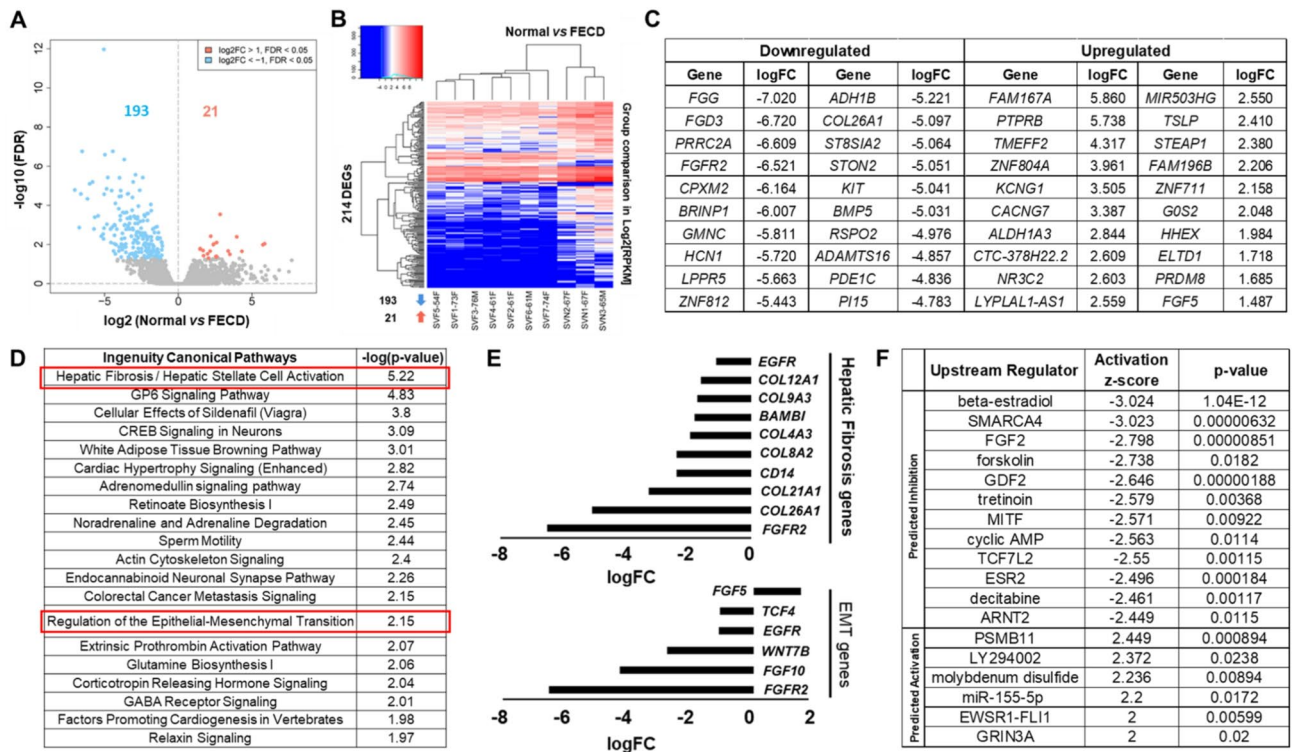 A
12
10
8
6
4
2
0
-log10 (FDR)
log2FC > 1, FDR < 0.05
log2FC < -1, FDR < 0.05
193
21
-5
0
5
log2 (Normal vs FECD)
B
Normal vs FECD
214 DEGs
Group comparison in Log2[RPKM]
193
21
SVF5-54F
SVF1-73F
SVF3-76M
SVF4-61F
SVF2-61F
SVF6-61M
SVF7-74F
SVN2-67F
SVN1-67F
SVN3-65M
C
Downregulated Upregulated
Gene logFC Gene logFC Gene logFC Gene logFC
FGG -7.020 ADH1B -5.221 FAM167A 5.860 MIR503HG 2.550
FGD3 -6.720 COL26A1 -5.097 PTPRB 5.738 TSLP 2.410
PRRC2A -6.609 ST8SIA2 -5.064 TMEFF2 4.317 STEAP1 2.380
FGFR2 -6.521 STON2 -5.051 ZNF804A 3.961 FAM196B 2.206
CPXM2 -6.164 KIT -5.041 KCNG1 3.505 ZNF711 2.158
BRINP1 -6.007 BMP5 -5.031 CACNG7 3.387 G0S2 2.048
GMNC -5.811 RSPO2 -4.976 ALDH1A3 2.844 HHEX 1.984
HCN1 -5.720 ADAMTS16 -4.857 CTC-378H22.2 2.609 ELTD1 1.718
LPPR5 -5.663 PDE1C -4.836 NR3C2 2.603 PRDM8 1.685
ZNF812 -5.443 PI15 -4.783 LYPLAL1-AS1 2.559 FGF5 1.487
D
Ingenuity Canonical Pathways -log(p-value)
Hepatic Fibrosis / Hepatic Stellate Cell Activation 5.22
GP6 Signaling Pathway 4.83
Cellular Effects of Sildenafil (Viagra) 3.8
CREB Signaling in Neurons 3.09
White Adipose Tissue Browning Pathway 3.01
Cardiac Hypertrophy Signaling (Enhanced) 2.82
Adrenomedullin signaling pathway 2.74
Retinoate Biosynthesis I 2.49
Noradrenaline and Adrenaline Degradation 2.45
Sperm Motility 2.44
Actin Cytoskeleton Signaling 2.4
Endocannabinoid Neuronal Synapse Pathway 2.26
Colorectal Cancer Metastasis Signaling 2.15
Regulation of the Epithelial-Mesenchymal Transition 2.15
Extrinsic Prothrombin Activation Pathway 2.07
Glutamine Biosynthesis I 2.06
Corticotropin Releasing Hormone Signaling 2.04
GABA Receptor Signaling 2.01
Factors Promoting Cardiogenesis in Vertebrates 1.98
Relaxin Signaling 1.97
E
EGFR
COL12A1
COL9A3
BAMBI
COL4A3
COL8A2
CD14
COL21A1
COL26A1
FGFR2
Hepatic Fibrosis genes
-8 -6 -4 -2 0
logFC
FGF5
TCF4
EGFR
WNT7B
FGF10
FGFR2
EMT genes
-8 -6 -4 -2 0 2
logFC
F
Upstream Regulator Activation z-score p-value
Predicted Inhibition
beta-estradiol -3.024 1.04E-12
SMARCA4 -3.023 0.00000632
FGF2 -2.798 0.00000851
forskolin -2.738 0.0182
GDF2 -2.646 0.00000188
tretinoin -2.579 0.00368
MITF -2.571 0.00922
cyclic AMP -2.563 0.0114
TCF7L2 -2.55 0.00115
ESR2 -2.496 0.000184
decitabine -2.461 0.00117
ARNT2 -2.449 0.0115
Predicted Activation
PSMB11 2.449 0.000894
LY294002 2.372 0.0238
molybdenum disulfide 2.236 0.00894
miR-155-5p 2.2 0.0172
EWSR1-FLI1 2 0.00599
GRIN3A 2 0.02